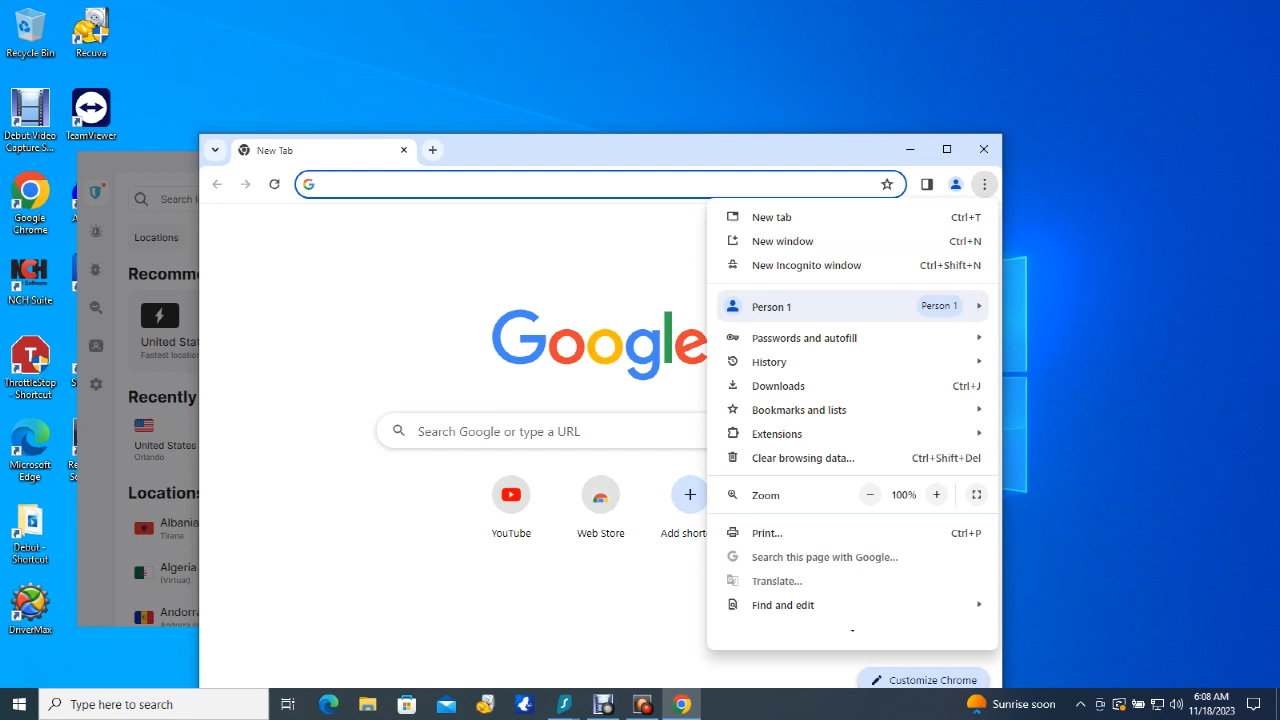 Recycle Bin
Recuva
Debut Video
Capture S...
TeamViewer
Google
Chrome
NCH
NCH Suite
ThrottleStop
- Shortcut
Microsoft
Edge
Debut -
Shortcut
DriverMax
Locations
Recomm
United Sta
Fastest locatio
Recently
United States
Orlando
Locations
Albania
Tirana
Algeria
(Virtual)
Andorra
New Tab
Google
Search Google or type a URL
YouTube
Web Store
Add short
New tab Ctrl+T
New window Ctrl+N
New Incognito window Ctrl+Shift+N
Person 1 Person 1
Passwords and autofill
History
Downloads Ctrl+J
Bookmarks and lists
Extensions
Clear browsing data... Ctrl+Shift+Del
Zoom 100%
Print... Ctrl+P
Search this page with Google...
Translate...
Find and edit
Customize Chrome
Type here to search
Sunrise soon
6:08 AM
11/18/2023